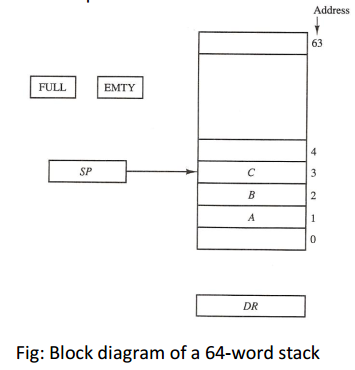 Address
63
FULL EMTY
4
SP C 3
B 2
A 1
0
DR
Fig: Block diagram of a 64-word stack